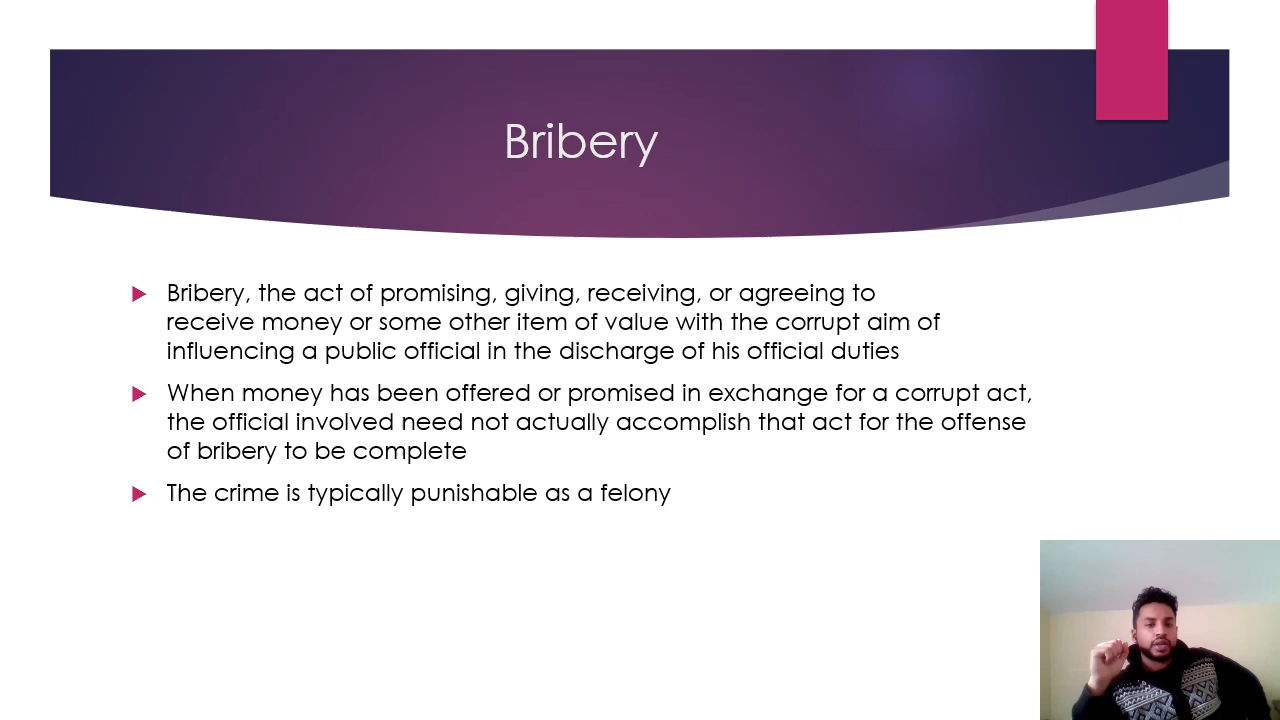 Bribery
Bribery, the act of promising, giving, receiving, or agreeing to
receive money or some other item of value with the corrupt aim of
influencing a public official in the discharge of his official duties
When money has been offered or promised in exchange for a corrupt act,
the official involved need not actually accomplish that act for the offense
of bribery to be complete
The crime is typically punishable as a felony